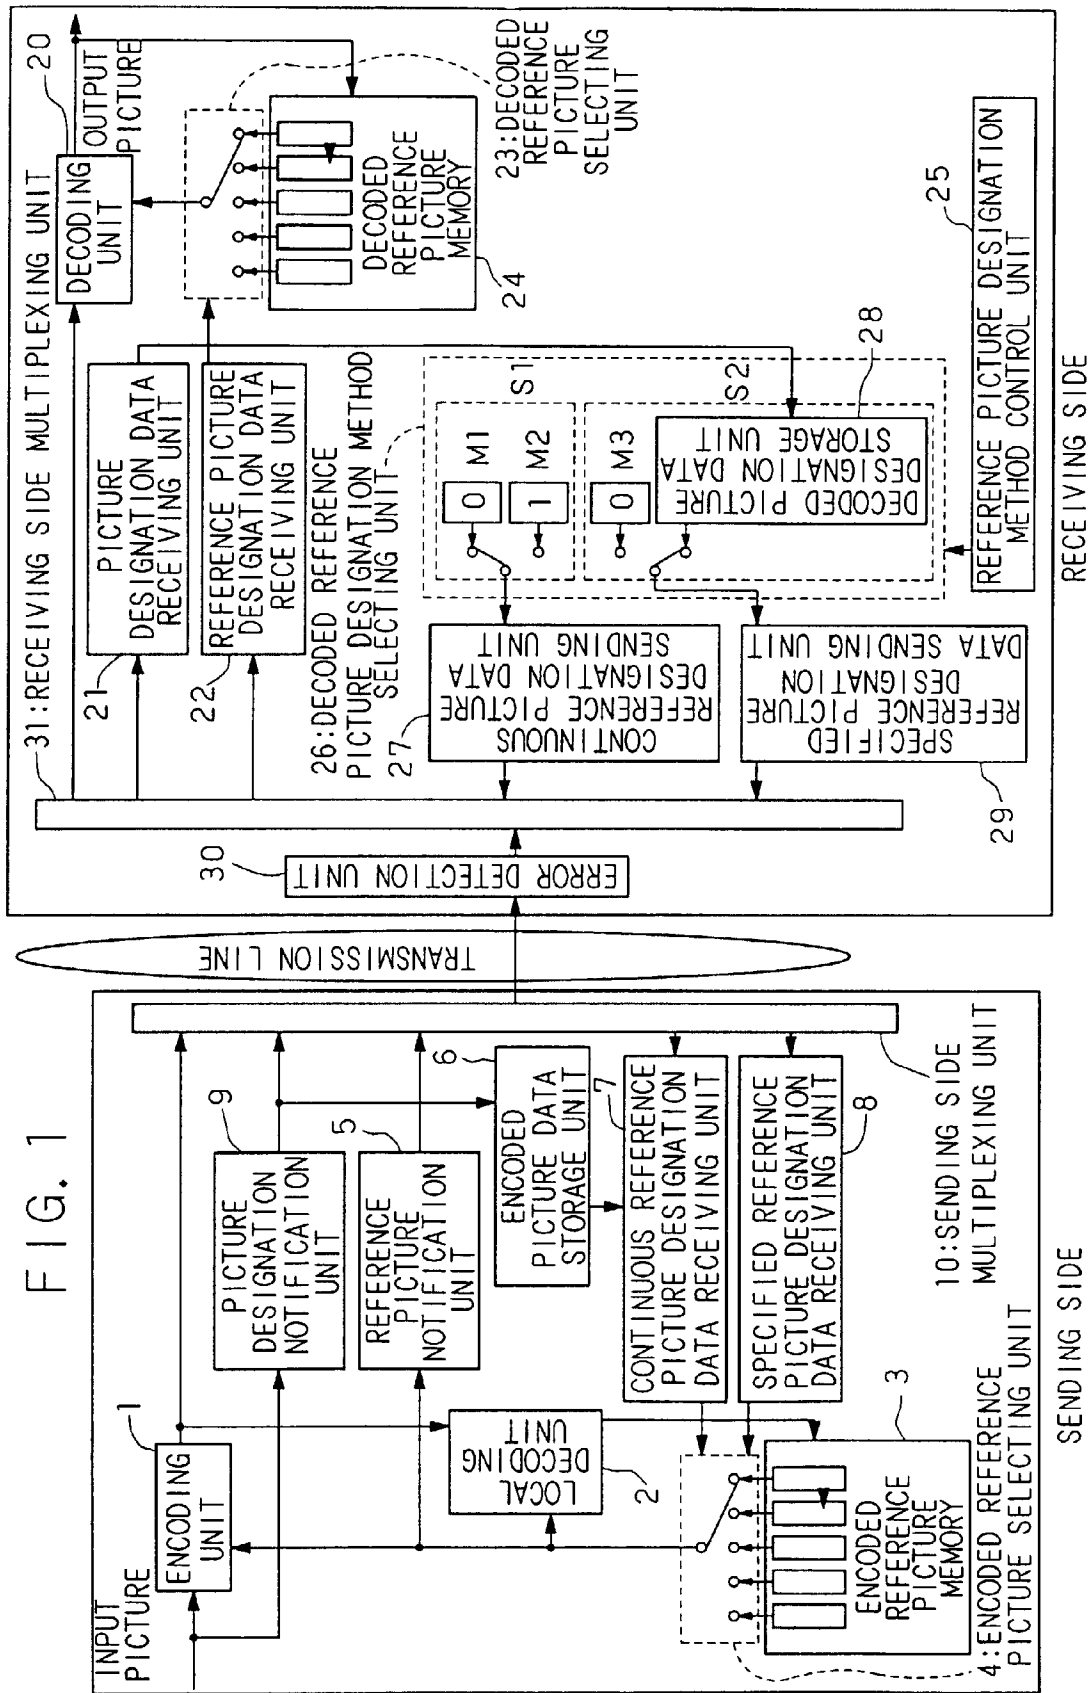 FIG. 1
INPUT
PICTURE
1
ENCODING
UNIT
9
PICTURE
DESIGNATION
NOTIFICATION
UNIT
5
REFERENCE
PICTURE
NOTIFICATION
UNIT
LOCAL
DECODING
UNIT
2
6
ENCODED
PICTURE DATA
STORAGE UNIT
7
CONTINUOUS REFERENCE
PICTURE DESIGNATION
DATA RECEIVING UNIT
SPECIFIED REFERENCE
PICTURE DESIGNATION
DATA RECEIVING UNIT
8
3
ENCODED
REFERENCE
PICTURE
MEMORY
4:ENCODED REFERENCE
PICTURE SELECTING UNIT
10:SENDING SIDE
MULTIPLEXING UNIT
SENDING SIDE
TRANSMISSION LINE
30
ERROR DETECTION UNIT
31:RECEIVING SIDE MULTIPLEXING UNIT
DECODING
UNIT
20
OUTPUT
PICTURE
21
PICTURE
DESIGNATION DATA
RECEIVING UNIT
22
REFERENCE PICTURE
DESIGNATION DATA
RECEIVING UNIT
DECODED
REFERENCE
PICTURE
MEMORY
24
23:DECODED
REFERENCE
PICTURE
SELECTING
UNIT
26:DECODED REFERENCE
PICTURE DESIGNATION METHOD
SELECTING UNIT
27
CONTINUOUS
REFERENCE PICTURE
DESIGNATION DATA
SENDING UNIT
0
M1
1
M2
S1
0
M3
S2
DECODED PICTURE
DESIGNATION DATA
STORAGE UNIT
28
SPECIFIED
REFERENCE PICTURE
DESIGNATION
DATA SENDING UNIT
29
25
REFERENCE PICTURE DESIGNATION
METHOD CONTROL UNIT
RECEIVING SIDE